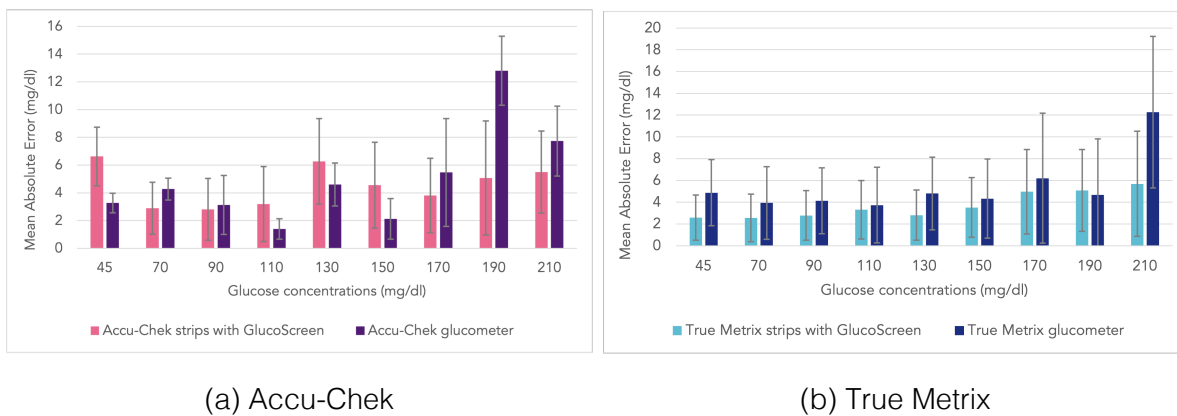 16
14
12
10
8
6
4
2
0
Mean Absolute Error (mg/dl)
45 70 90 110 130 150 170 190 210
Glucose concentrations (mg/dl)
Accu-Chek strips with GlucoScreen Accu-Chek glucometer
(a) Accu-Chek
20
18
16
14
12
10
8
6
4
2
0
Mean Absolute Error (mg/dl)
45 70 90 110 130 150 170 190 210
Glucose concentrations (mg/dl)
True Metrix strips with GlucoScreen True Metrix glucometer
(b) True Metrix